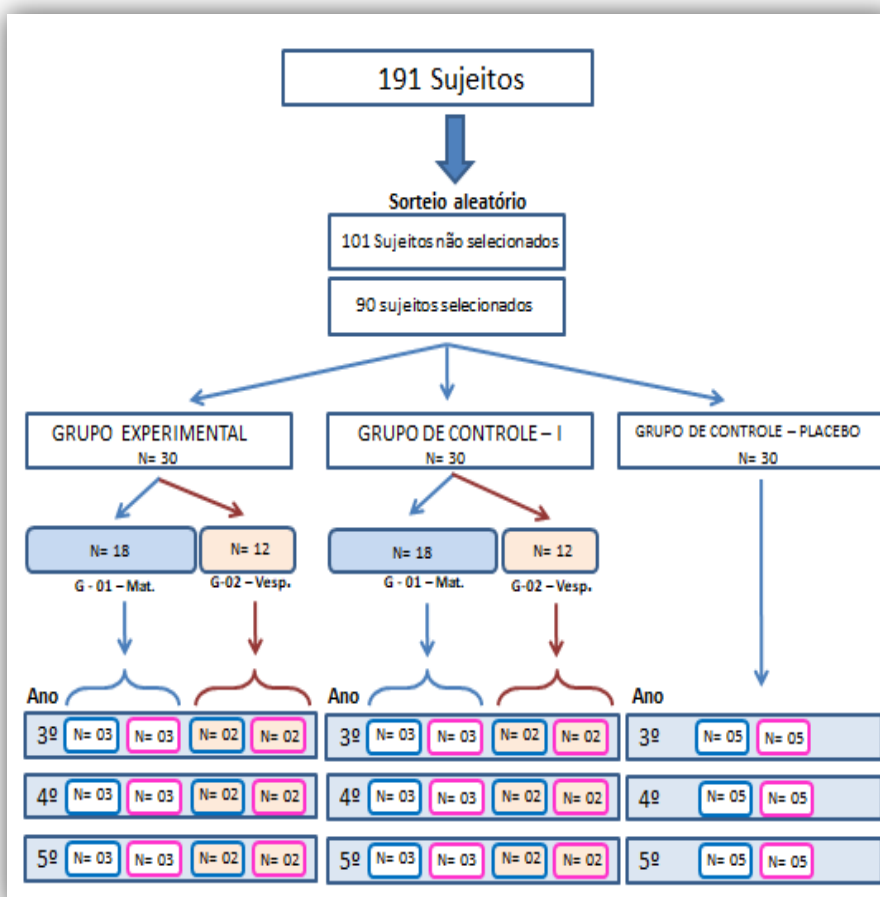 191 Sujeitos
Sorteio aleatório
101 Sujeitos não selecionados
90 sujeitos selecionados
GRUPO EXPERIMENTAL
N= 30
GRUPO DE CONTROLE – I
N= 30
GRUPO DE CONTROLE – PLACEBO
N= 30
N= 18
G - 01 – Mat.
N= 12
G-02 – Vesp.
N= 18
G - 01 – Mat.
N= 12
G-02 – Vesp.
Ano
3º N= 03 N= 03 N= 02 N= 02
4º N= 03 N= 03 N= 02 N= 02
5º N= 03 N= 03 N= 02 N= 02
Ano
3º N= 03 N= 03 N= 02 N= 02
4º N= 03 N= 03 N= 02 N= 02
5º N= 03 N= 03 N= 02 N= 02
Ano
3º N= 05 N= 05
4º N= 05 N= 05
5º N= 05 N= 05